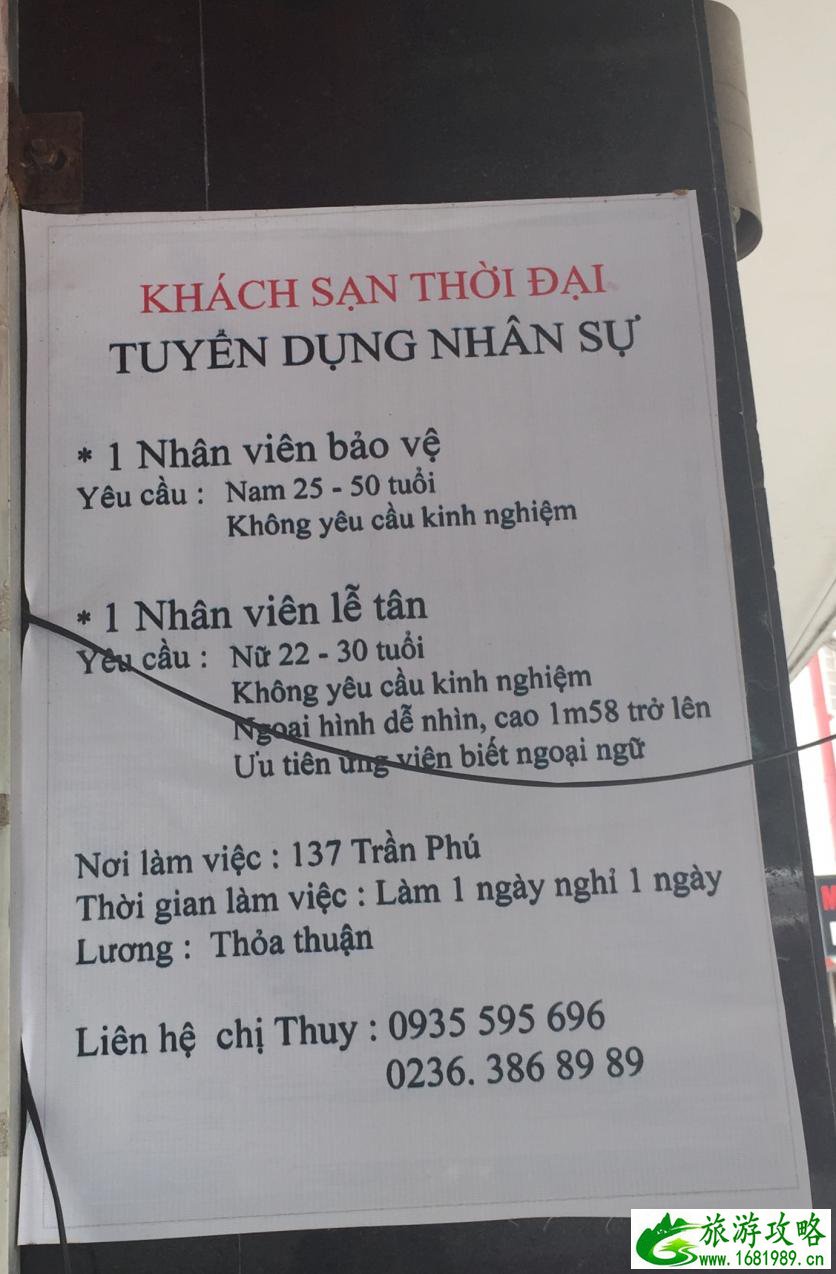 KHÁCH SẠN THỜI ĐẠI
TUYỂN DỤNG NHÂN SỰ
* 1 Nhân viên bảo vệ
Yêu cầu : Nam 25 - 50 tuổi
Không yêu cầu kinh nghiệm
* 1 Nhân viên lễ tân
Yêu cầu : Nữ 22 - 30 tuổi
Không yêu cầu kinh nghiệm
Ngoại hình dễ nhìn, cao 1m58 trở lên
Ưu tiên ứng viên biết ngoại ngữ
Nơi làm việc : 137 Trần Phú
Thời gian làm việc : Làm 1 ngày nghỉ 1 ngày
Lương : Thỏa thuận
Liên hệ chị Thuy : 0935 595 696
0236. 386 89 89
旅游攻略
www.1681989.cn